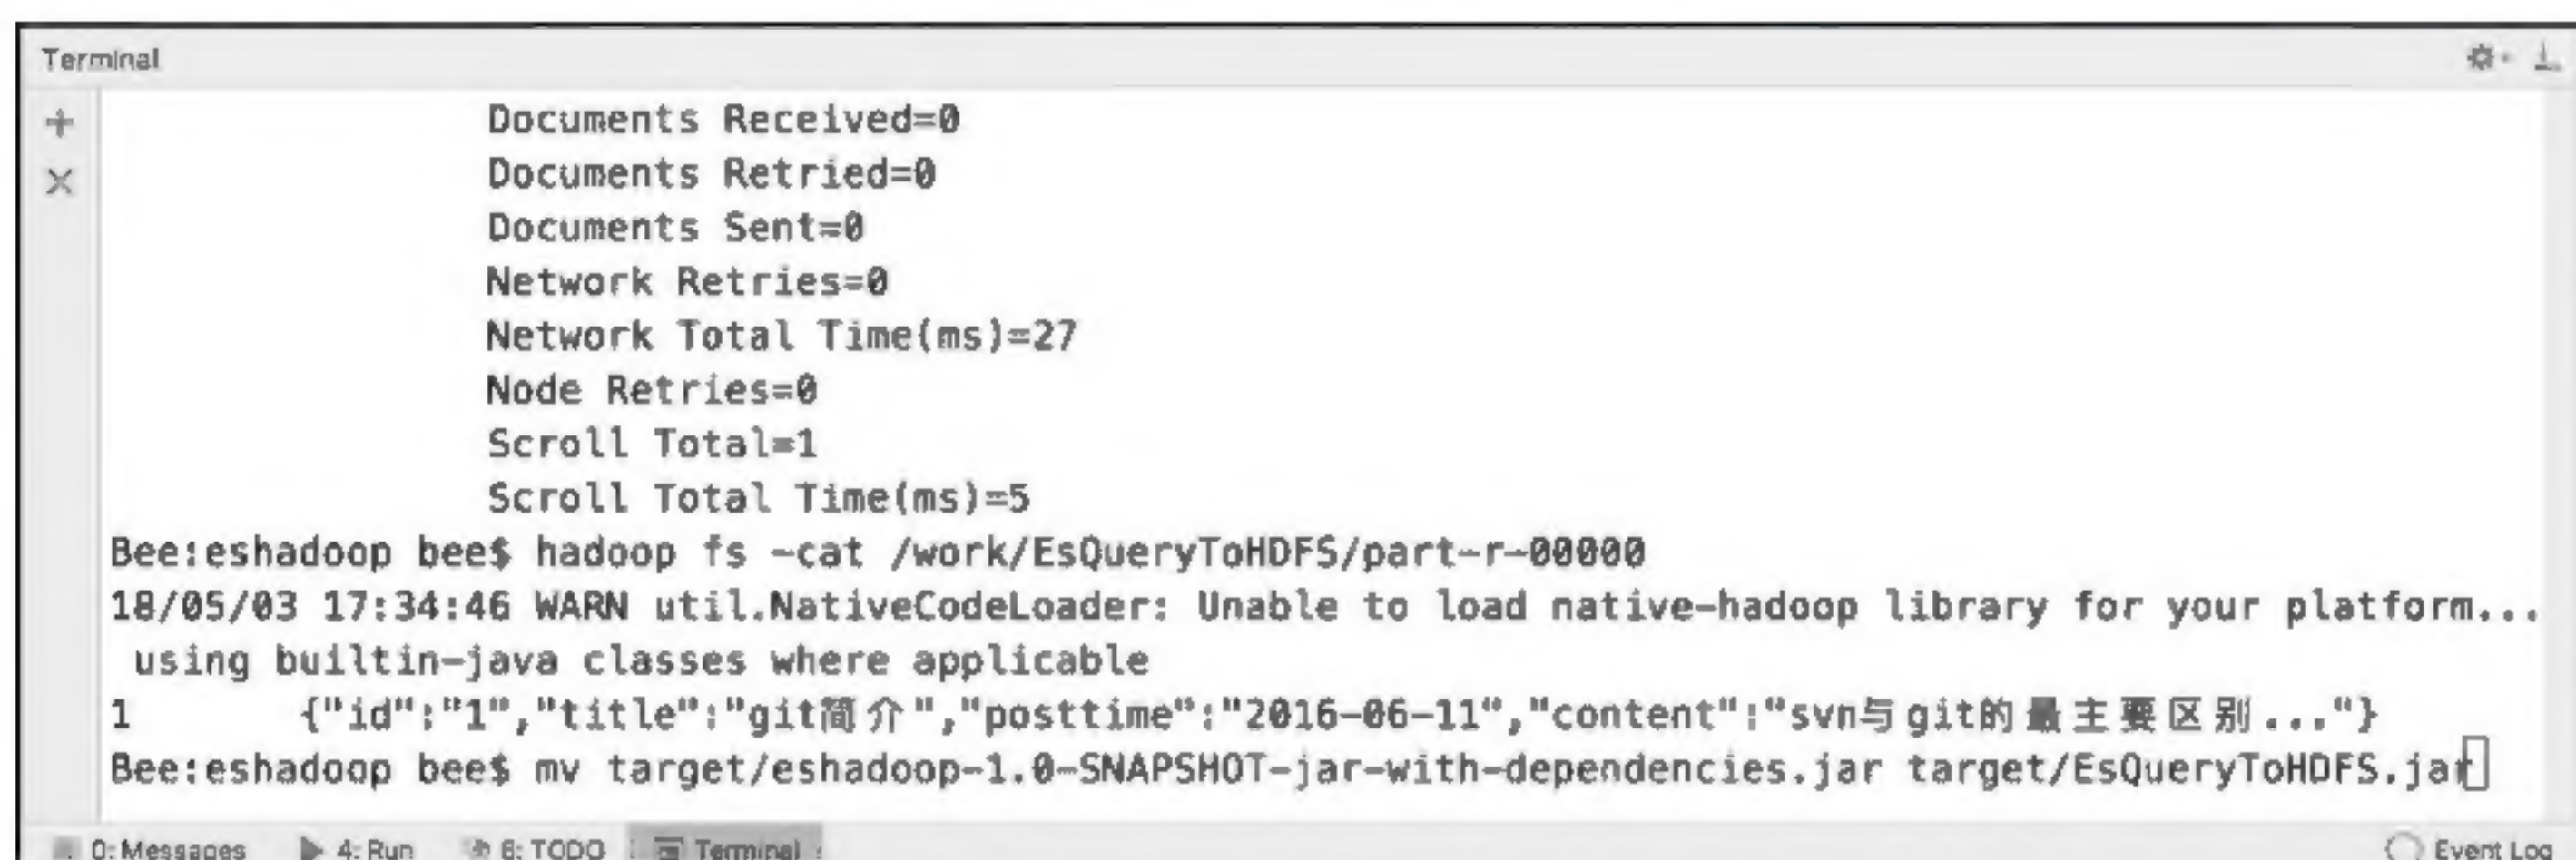 Terminal
Documents Received=0
Documents Retried=0
Documents Sent=0
Network Retries=0
Network Total Time(ms)=27
Node Retries=0
Scroll Total=1
Scroll Total Time(ms)=5
Bee:eshadoop bee$ hadoop fs -cat /work/EsQueryToHDFS/part-r-00000
18/05/03 17:34:46 WARN util.NativeCodeLoader: Unable to load native-hadoop library for your platform...
using builtin-java classes where applicable
1 {"id":"1","title":"git简介","posttime":"2016-06-11","content":"svn与git的最主要区别..."}
Bee:eshadoop bee$ mv target/eshadoop-1.0-SNAPSHOT-jar-with-dependencies.jar target/EsQueryToHDFS.jar
0: Messages 4: Run 6: TODO Terminal Event Log